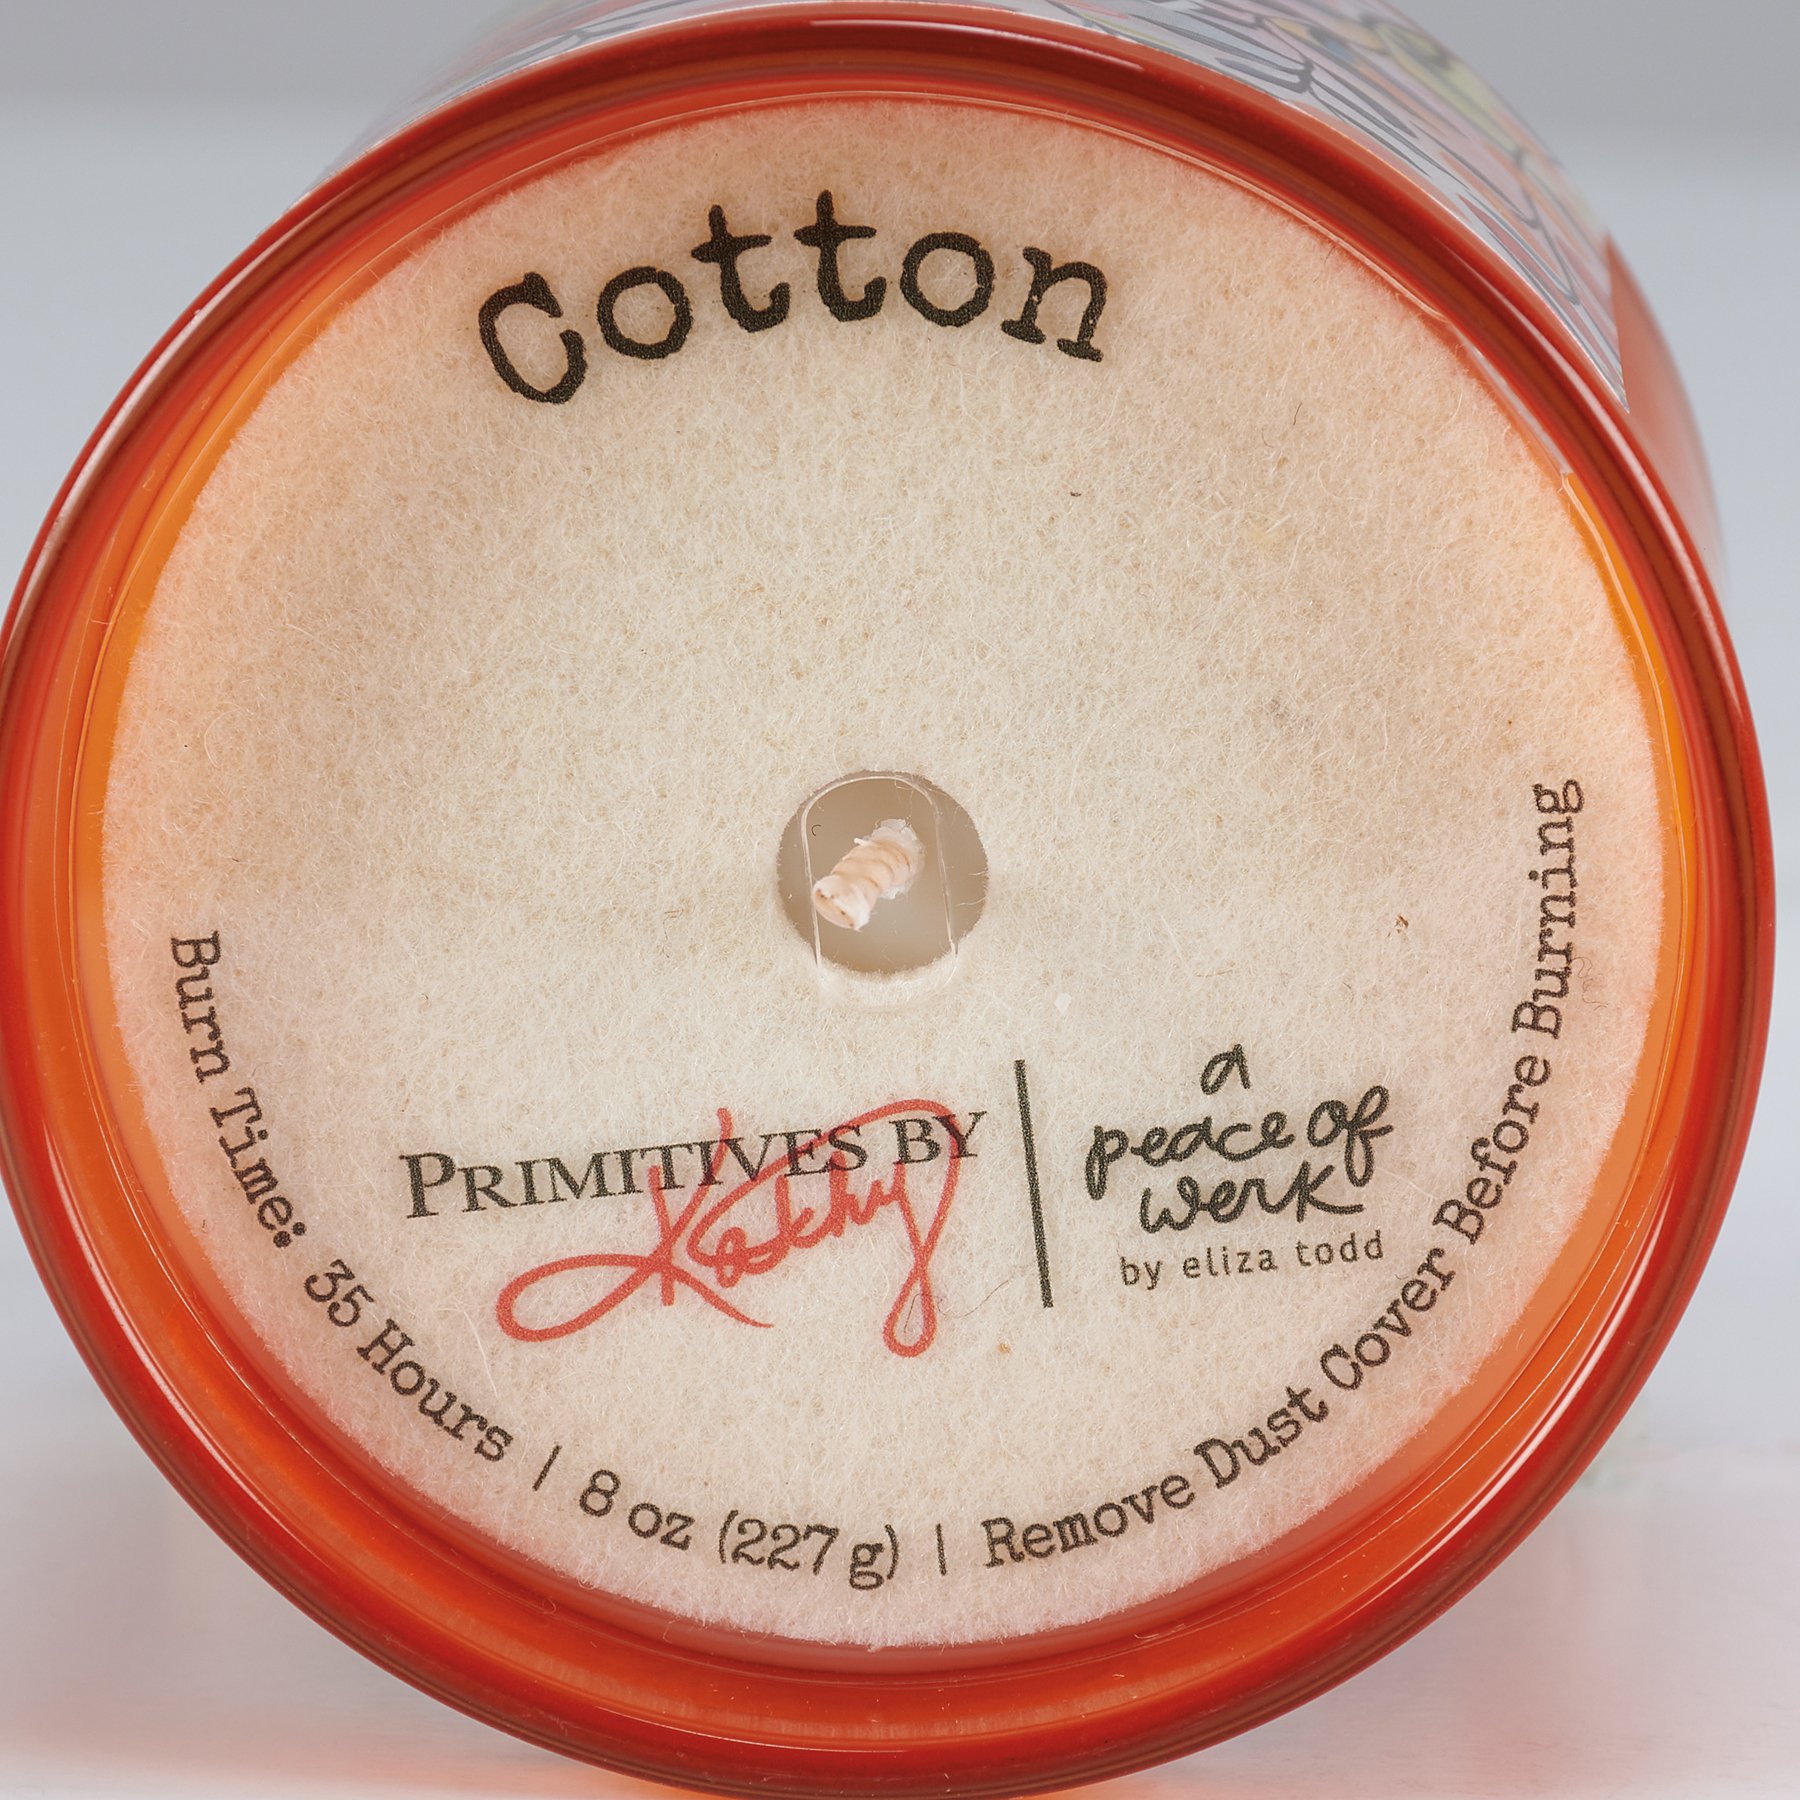 Cotton
PRIMITIVES BY
Kathy
a
peace of
werk
by eliza todd
Burn Time: 35 Hours | 8 oz (227 g) | Remove Dust Cover Before Burning